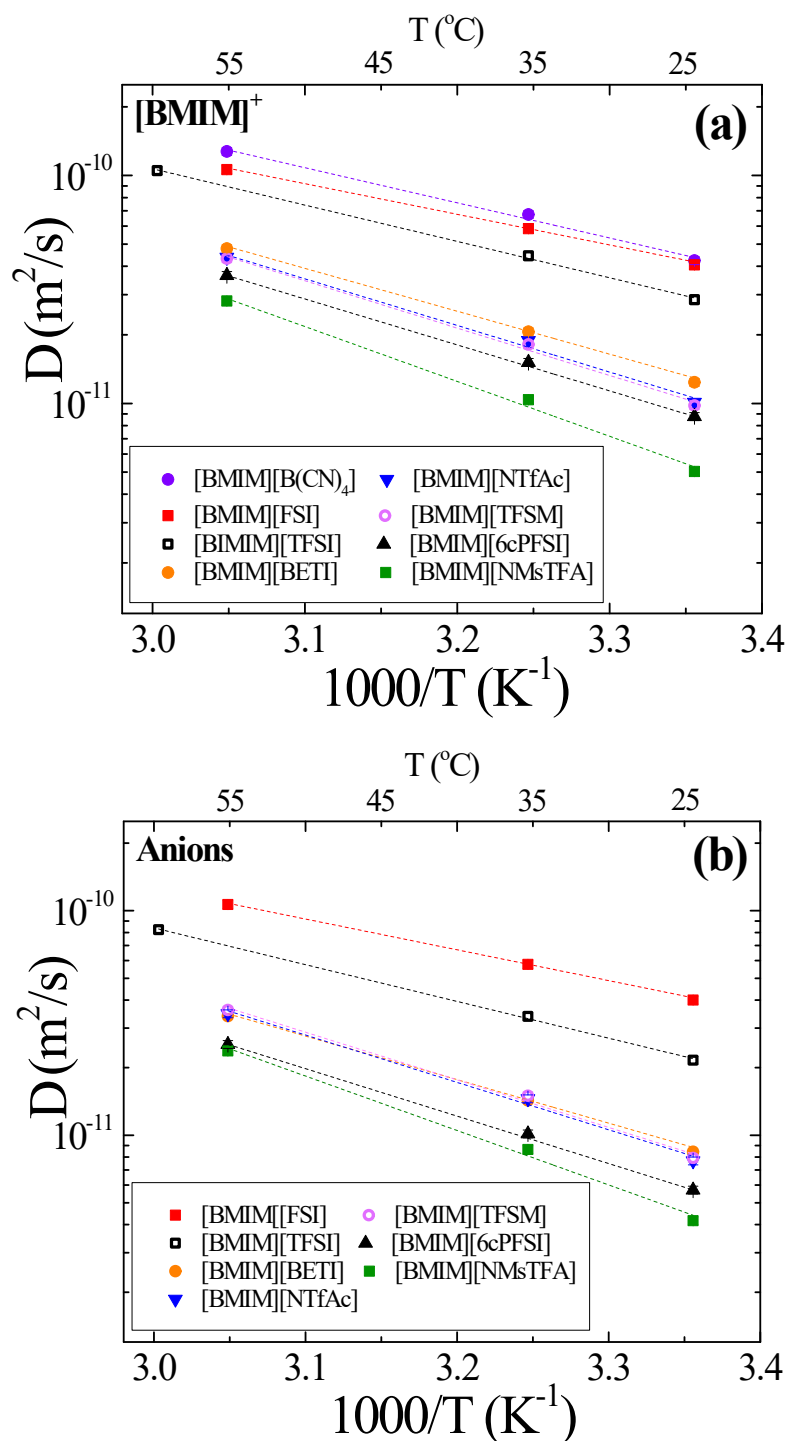 T (°C)
55 45 35 25
[BMIM]⁺
(a)
10⁻¹⁰
10⁻¹¹
D (m²/s)
[BMIM][B(CN)₄] [BMIM][NTfAc]
[BMIM][FSI] [BMIM][TFSM]
[BIMIM][TFSI] [BMIM][6cPFSI]
[BMIM][BETI] [BMIM][NMsTFA]
3.0 3.1 3.2 3.3 3.4
1000/T (K⁻¹)
T (°C)
55 45 35 25
Anions
(b)
10⁻¹⁰
10⁻¹¹
D (m²/s)
[BMIM][[FSI] [BMIM][TFSM]
[BMIM][TFSI] [BMIM][6cPFSI]
[BMIM][BETI] [BMIM][NMsTFA]
[BMIM][NTfAc]
3.0 3.1 3.2 3.3 3.4
1000/T (K⁻¹)